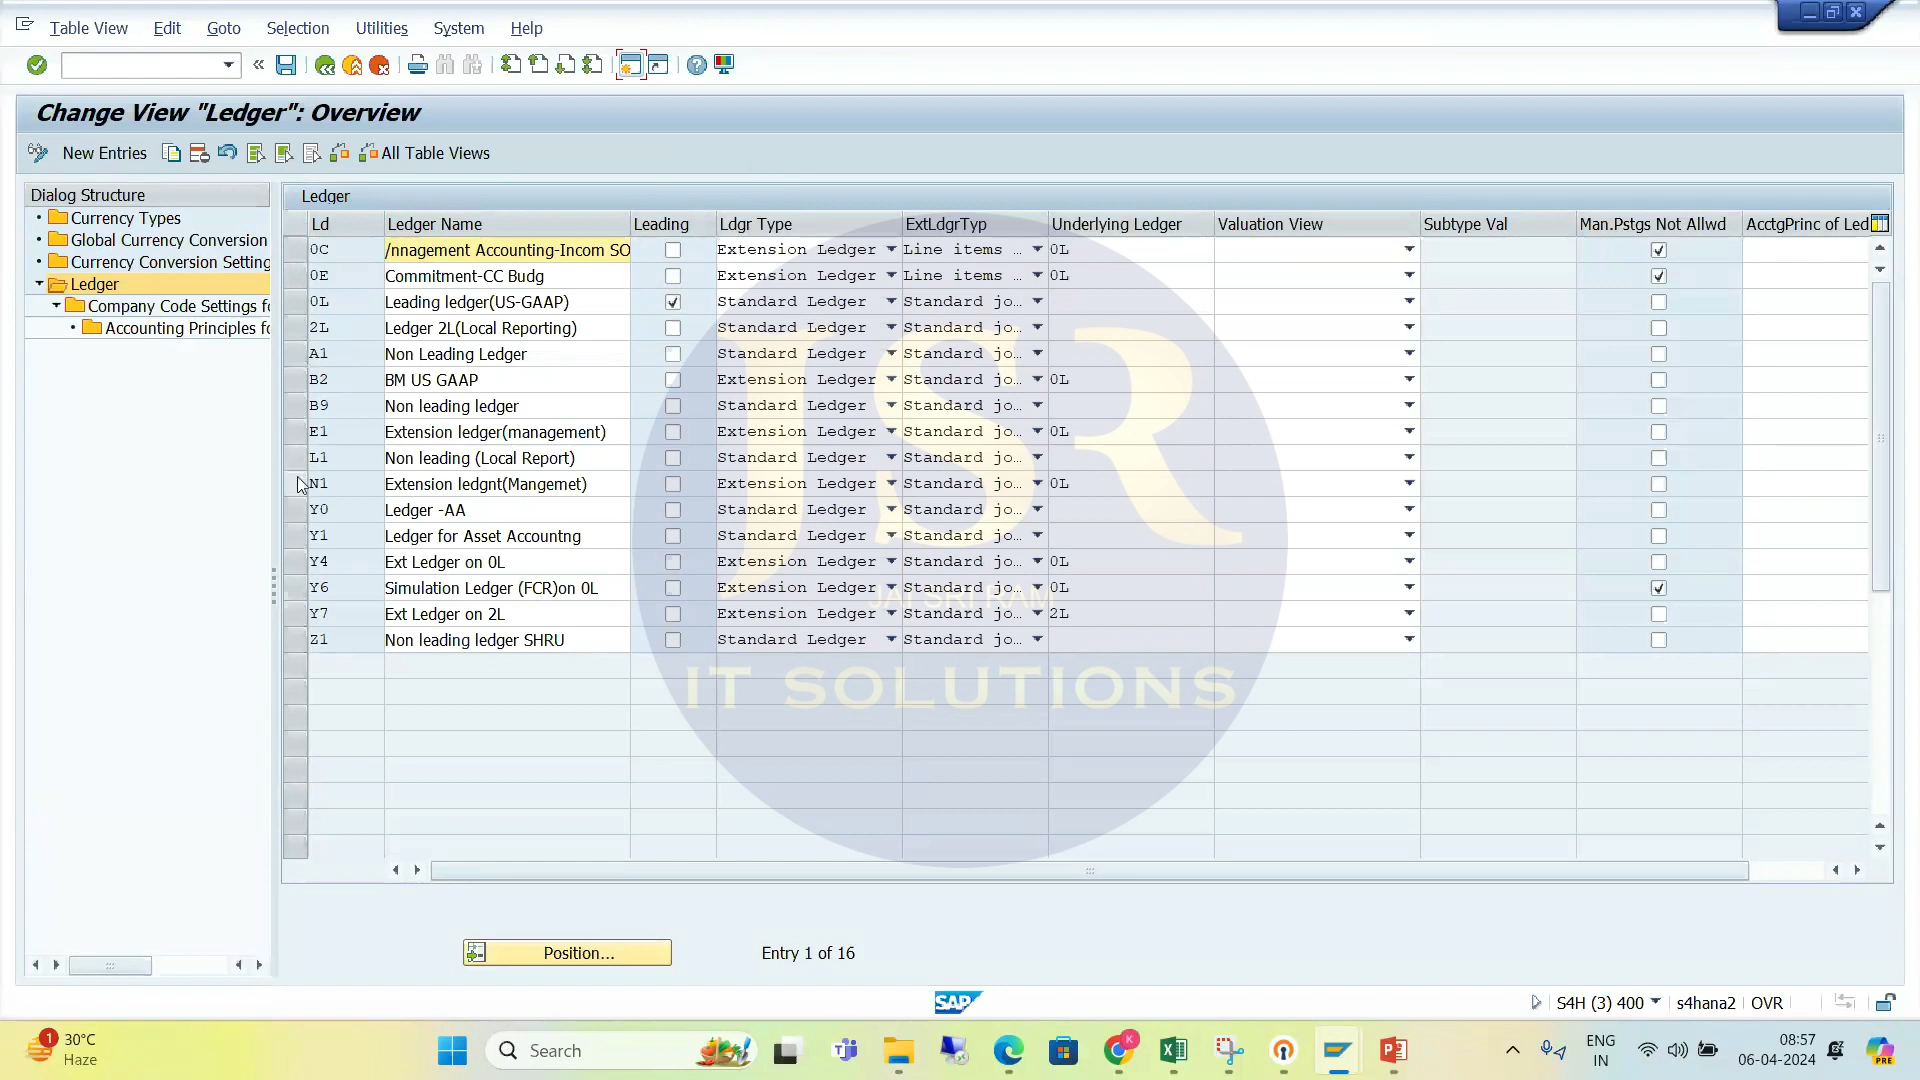 Table View Edit Goto Selection Utilities System Help
Change View "Ledger": Overview
New Entries All Table Views
Dialog Structure
Currency Types
Global Currency Conversion
Currency Conversion Setting
Ledger
Company Code Settings fo
Accounting Principles fo
Ledger
Ld Ledger Name Leading Ldgr Type ExtLdgrTyp Underlying Ledger Valuation View Subtype Val Man.Pstgs Not Allwd AcctgPrinc of Led
0C /nnagement Accounting-Incom SO Extension Ledger Line items … 0L
0E Commitment-CC Budg Extension Ledger Line items … 0L
0L Leading ledger(US-GAAP) Standard Ledger Standard jo…
2L Ledger 2L(Local Reporting) Standard Ledger Standard jo…
A1 Non Leading Ledger Standard Ledger Standard jo…
B2 BM US GAAP Extension Ledger Standard jo… 0L
B9 Non leading ledger Standard Ledger Standard jo…
E1 Extension ledger(management) Extension Ledger Standard jo… 0L
L1 Non leading (Local Report) Standard Ledger Standard jo…
N1 Extension ledgnt(Mangemet) Extension Ledger Standard jo… 0L
Y0 Ledger -AA Standard Ledger Standard jo…
Y1 Ledger for Asset Accountng Standard Ledger Standard jo…
Y4 Ext Ledger on 0L Extension Ledger Standard jo… 0L
Y6 Simulation Ledger (FCR)on 0L Extension Ledger Standard jo… 0L
Y7 Ext Ledger on 2L Extension Ledger Standard jo… 2L
Z1 Non leading ledger SHRU Standard Ledger Standard jo…
JSR
JAI SRI RAM
IT SOLUTIONS
Position... Entry 1 of 16
SAP
S4H (3) 400 s4hana2 OVR
1 30°C
Haze
Search
K
ENG
IN
08:57
06-04-2024
PRE